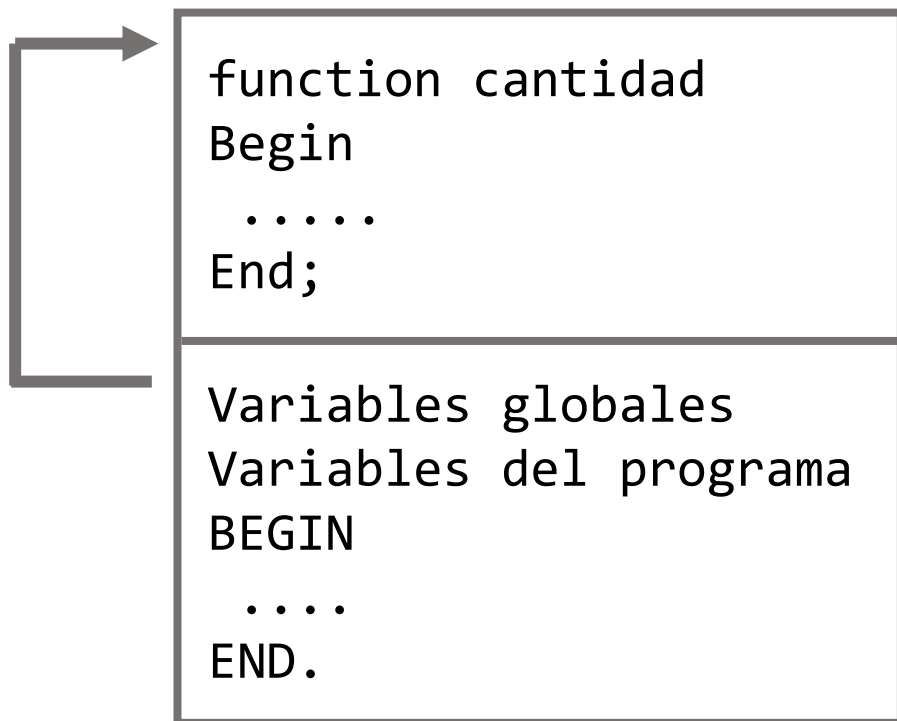 function cantidad
Begin
.....
End;
Variables globales
Variables del programa
BEGIN
....
END.